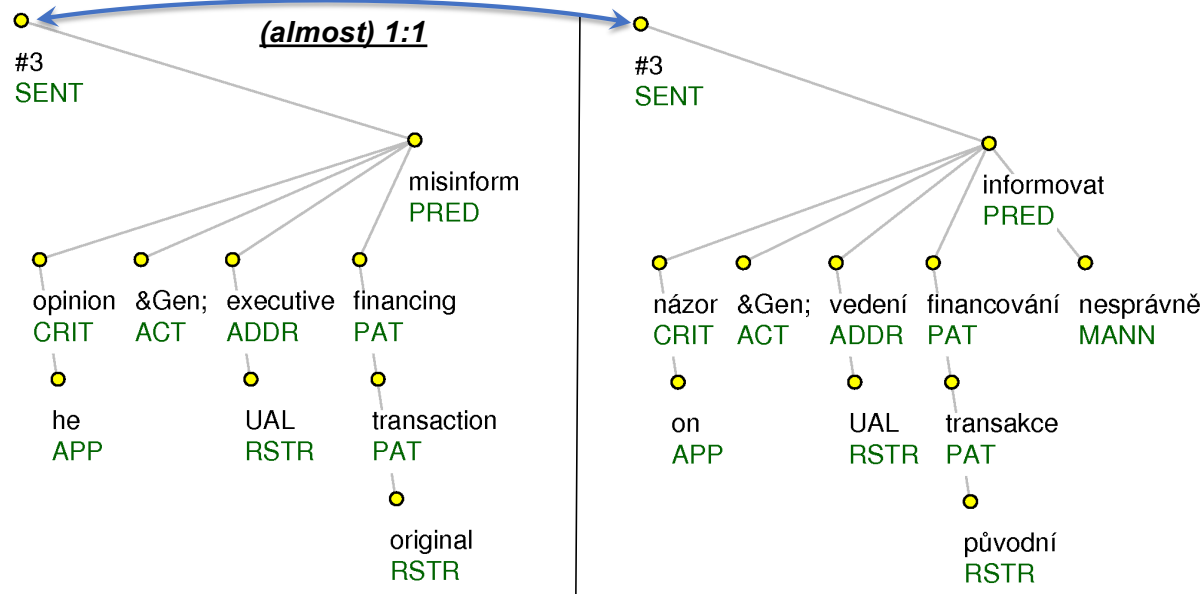 (almost) 1:1
#3
SENT
misinform
PRED
opinion
CRIT
&Gen;
ACT
executive
ADDR
financing
PAT
he
APP
UAL
RSTR
transaction
PAT
original
RSTR
#3
SENT
informovat
PRED
názor
CRIT
&Gen;
ACT
vedení
ADDR
financování
PAT
nesprávně
MANN
on
APP
UAL
RSTR
transakce
PAT
původní
RSTR